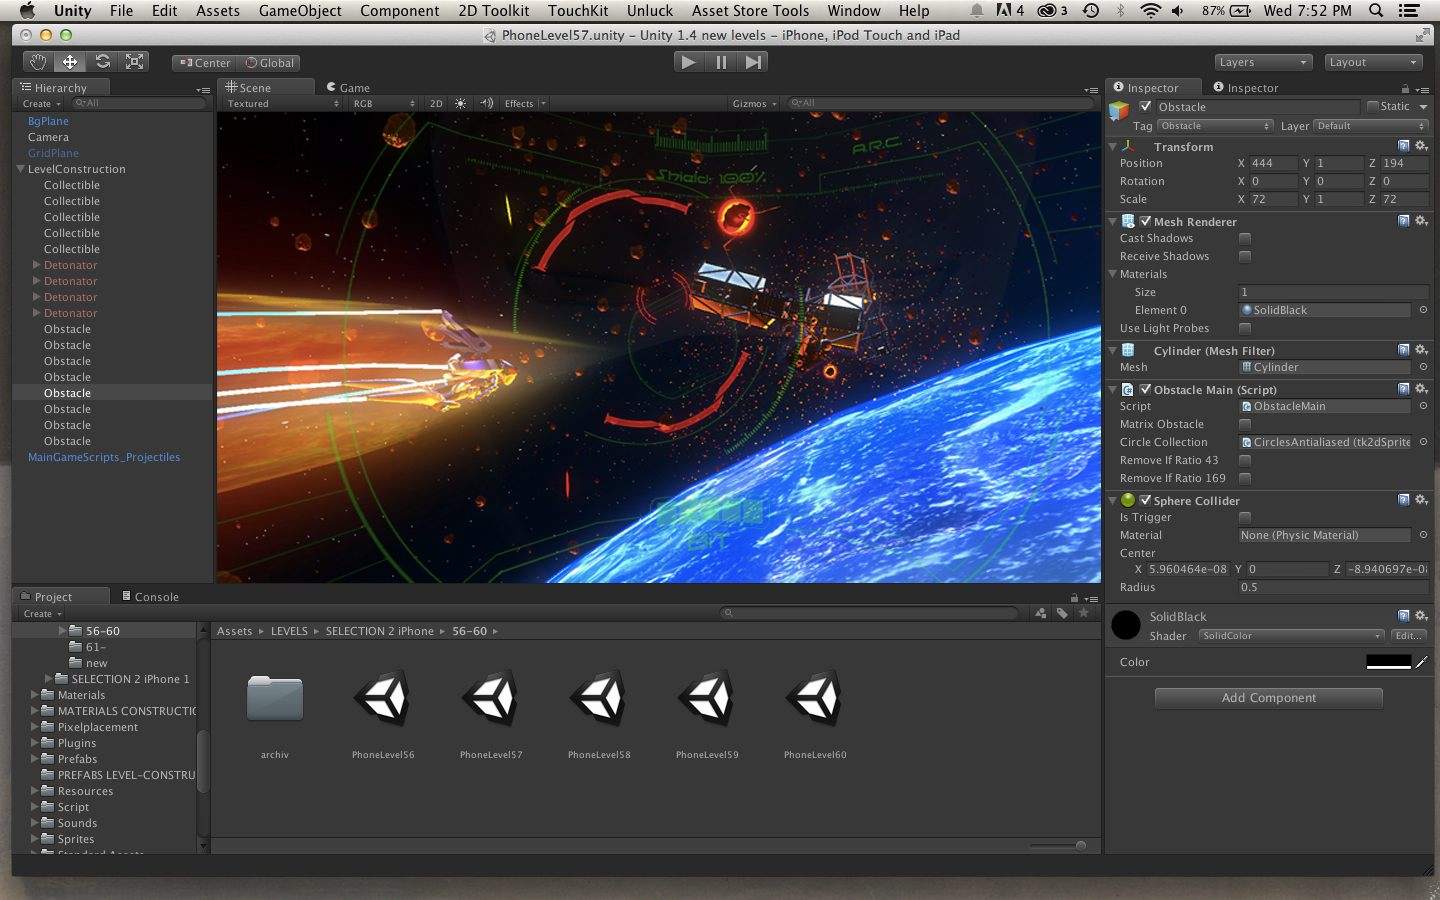 Unity File Edit Assets GameObject Component 2D Toolkit TouchKit Unluck Asset Store Tools Window Help 4 3 87% Wed 7:52 PM
PhoneLevel57.unity - Unity 1.4 new levels - iPhone, iPod Touch and iPad
Center Global Layers Layout
Hierarchy
Create All
BgPlane
Camera
GridPlane
LevelConstruction
Collectible
Collectible
Collectible
Collectible
Collectible
Detonator
Detonator
Detonator
Detonator
Obstacle
Obstacle
Obstacle
Obstacle
Obstacle
Obstacle
Obstacle
Obstacle
MainGameScripts_Projectiles
Scene Game
Textured RGB 2D Effects Gizmos All
A.R.C.
Shield: 100%
BIT
Inspector Inspector
Obstacle Static
Tag Obstacle Layer Default
Transform
Position X 444 Y 1 Z 194
Rotation X 0 Y 0 Z 0
Scale X 72 Y 1 Z 72
Mesh Renderer
Cast Shadows
Receive Shadows
Materials
Size 1
Element 0 SolidBlack
Use Light Probes
Cylinder (Mesh Filter)
Mesh Cylinder
Obstacle Main (Script)
Script ObstacleMain
Matrix Obstacle
Circle Collection CirclesAntialiased (tk2dSprite
Remove If Ratio 43
Remove If Ratio 169
Sphere Collider
Is Trigger
Material None (Physic Material)
Center
X 5.960464e-08 Y 0 Z -8.940697e-0
Radius 0.5
SolidBlack
Shader SolidColor Edit...
Color
Add Component
Project Console
Create
56-60
61-
new
SELECTION 2 iPhone 1
Materials
MATERIALS CONSTRUCTIO
Pixelplacement
Plugins
Prefabs
PREFABS LEVEL-CONSTRU
Resources
Script
Sounds
Sprites
Standard Assets
Assets LEVELS SELECTION 2 iPhone 56-60
archiv PhoneLevel56 PhoneLevel57 PhoneLevel58 PhoneLevel59 PhoneLevel60